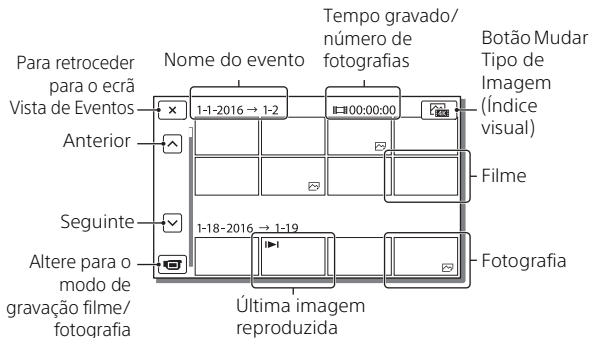 Para retroceder
para o ecrã
Vista de Eventos
Nome do evento
Tempo gravado/
número de
fotografias
Botão Mudar
Tipo de
Imagem
(Índice
visual)
1-1-2016 → 1-2
00:00:00
4K
Anterior
Filme
Seguinte
1-18-2016 → 1-19
Altere para o
modo de
gravação filme/
fotografia
Última imagem
reproduzida
Fotografia